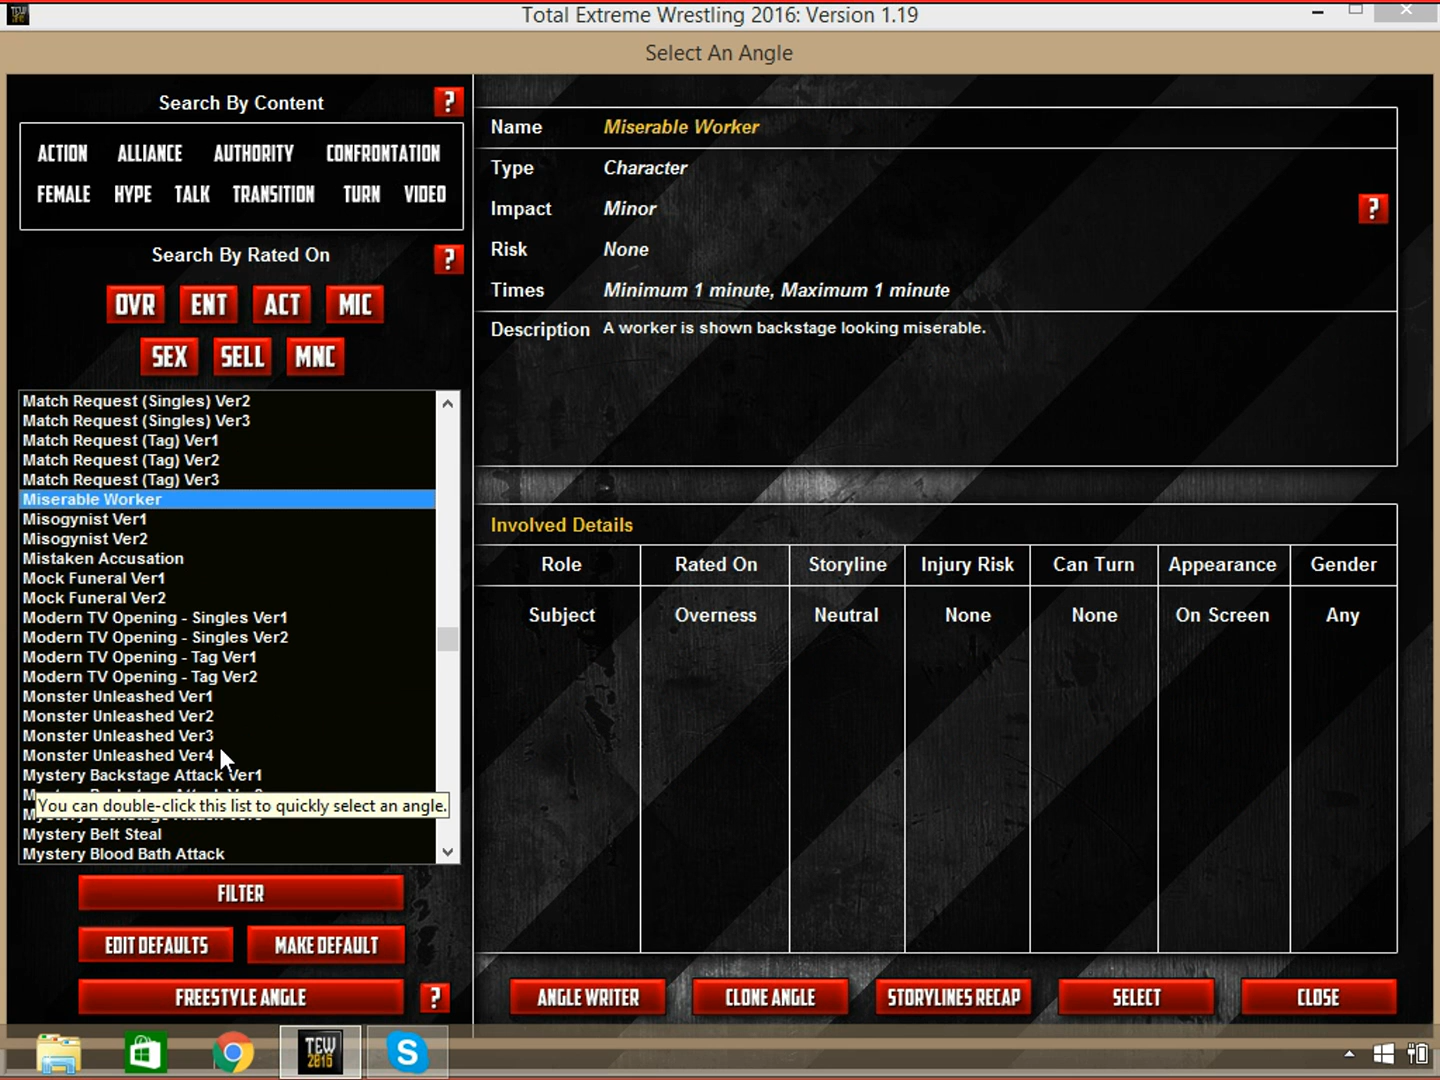 Total Extreme Wrestling 2016: Version 1.19
Select An Angle
Search By Content
?
ACTION ALLIANCE AUTHORITY CONFRONTATION
FEMALE HYPE TALK TRANSITION TURN VIDEO
Search By Rated On
?
OVR ENT ACT MIC
SEX SELL MNC
Match Request (Singles) Ver2
Match Request (Singles) Ver3
Match Request (Tag) Ver1
Match Request (Tag) Ver2
Match Request (Tag) Ver3
Miserable Worker
Misogynist Ver1
Misogynist Ver2
Mistaken Accusation
Mock Funeral Ver1
Mock Funeral Ver2
Modern TV Opening - Singles Ver1
Modern TV Opening - Singles Ver2
Modern TV Opening - Tag Ver1
Modern TV Opening - Tag Ver2
Monster Unleashed Ver1
Monster Unleashed Ver2
Monster Unleashed Ver3
Monster Unleashed Ver4
Mystery Backstage Attack Ver1
You can double-click this list to quickly select an angle.
Mystery Belt Steal
Mystery Blood Bath Attack
FILTER
EDIT DEFAULTS MAKE DEFAULT
FREESTYLE ANGLE ?
Name Miserable Worker
Type Character
Impact Minor ?
Risk None
Times Minimum 1 minute, Maximum 1 minute
Description A worker is shown backstage looking miserable.
Involved Details
Role Rated On Storyline Injury Risk Can Turn Appearance Gender
Subject Overness Neutral None None On Screen Any
ANGLE WRITER CLONE ANGLE STORYLINES RECAP SELECT CLOSE
TEW
2016
S